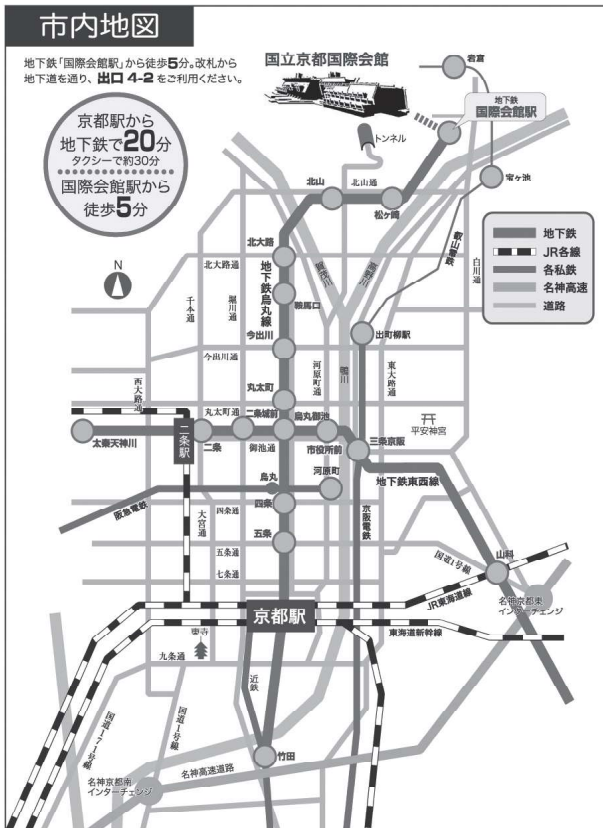 市内地図
地下鉄「国際会館駅」から徒歩5分。改札から
地下道を通り、出口 4-2 をご利用ください。
京都駅から
地下鉄で20分
タクシーで約30分
国際会館駅から
徒歩5分
国立京都国際会館
岩倉
地下鉄
国際会館駅
トンネル
宝ヶ池
北山
北山通
松ヶ崎
地下鉄
JR各線
各私鉄
名神高速
道路
叡山電鉄
白川通
北大路
北大路通
地下鉄烏丸線
賀茂川
高野川
N
千本通
堀川通
鞍馬口
出町柳駅
今出川
今出川通
河原町通
鴨川
東大路通
西大路通
丸太町
丸太町通
二条城前
烏丸御池
平安神宮
太秦天神川
二条駅
二条
御池通
市役所前
三条京阪
地下鉄東西線
烏丸
河原町
阪急電鉄
大宮通
四条通
四条
京阪電鉄
五条
五条通
七条通
国道1号線
山科
JR東海道線
名神京都東
インターチェンジ
京都駅
東海道新幹線
東寺
九条通
近鉄
国道171号線
国道1号線
竹田
名神高速道路
名神京都南
インターチェンジ